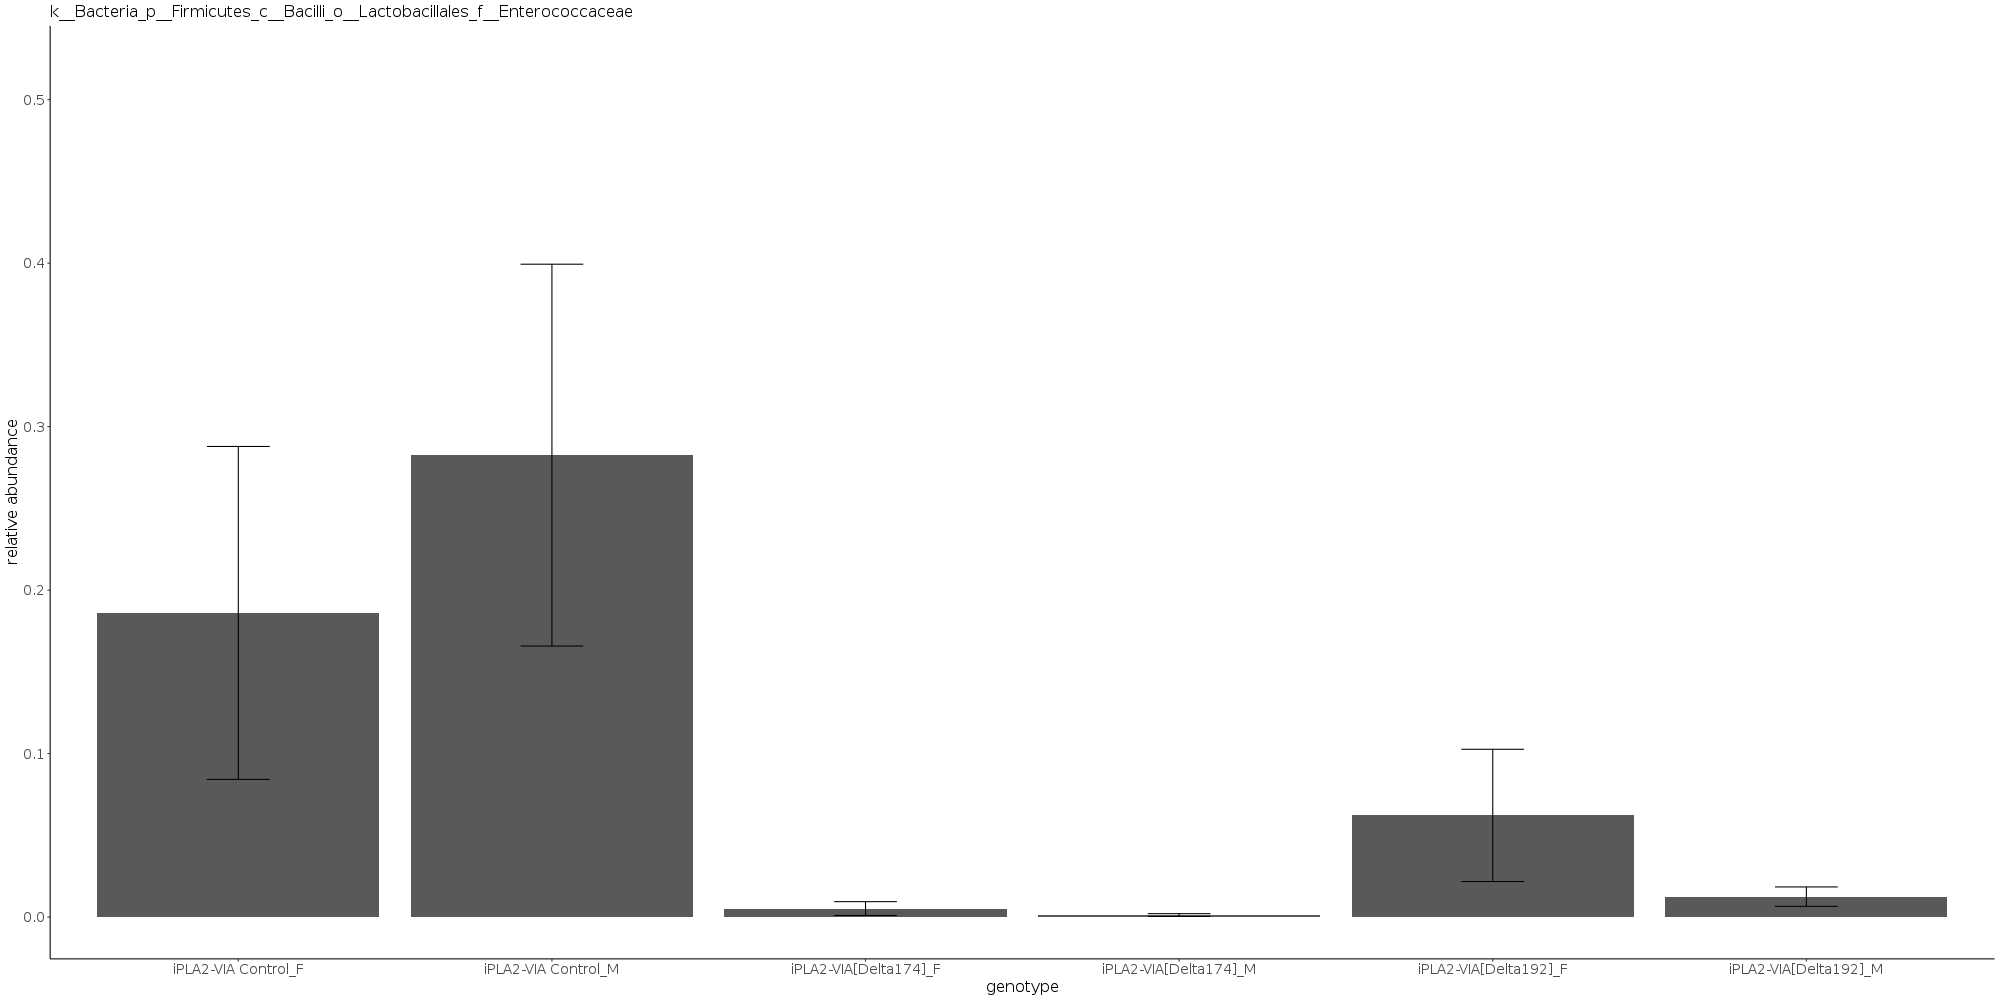 k__Bacteria_p__Firmicutes_c__Bacilli_o__Lactobacillales_f__Enterococcaceae
0.5
0.4
0.3
0.2
0.1
0.0
relative abundance
iPLA2-VIA Control_F
iPLA2-VIA Control_M
iPLA2-VIA[Delta174]_F
iPLA2-VIA[Delta174]_M
iPLA2-VIA[Delta192]_F
iPLA2-VIA[Delta192]_M
genotype